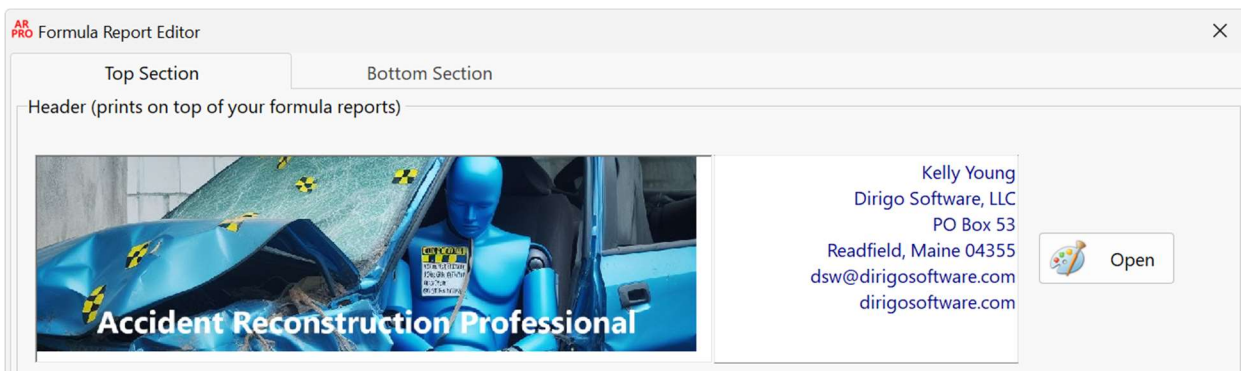 AR
PRO Formula Report Editor
Top Section
Bottom Section
Header (prints on top of your formula reports)
Accident Reconstruction Professional
Kelly Young
Dirigo Software, LLC
PO Box 53
Readfield, Maine 04355
dsw@dirigosoftware.com
dirigosoftware.com
Open